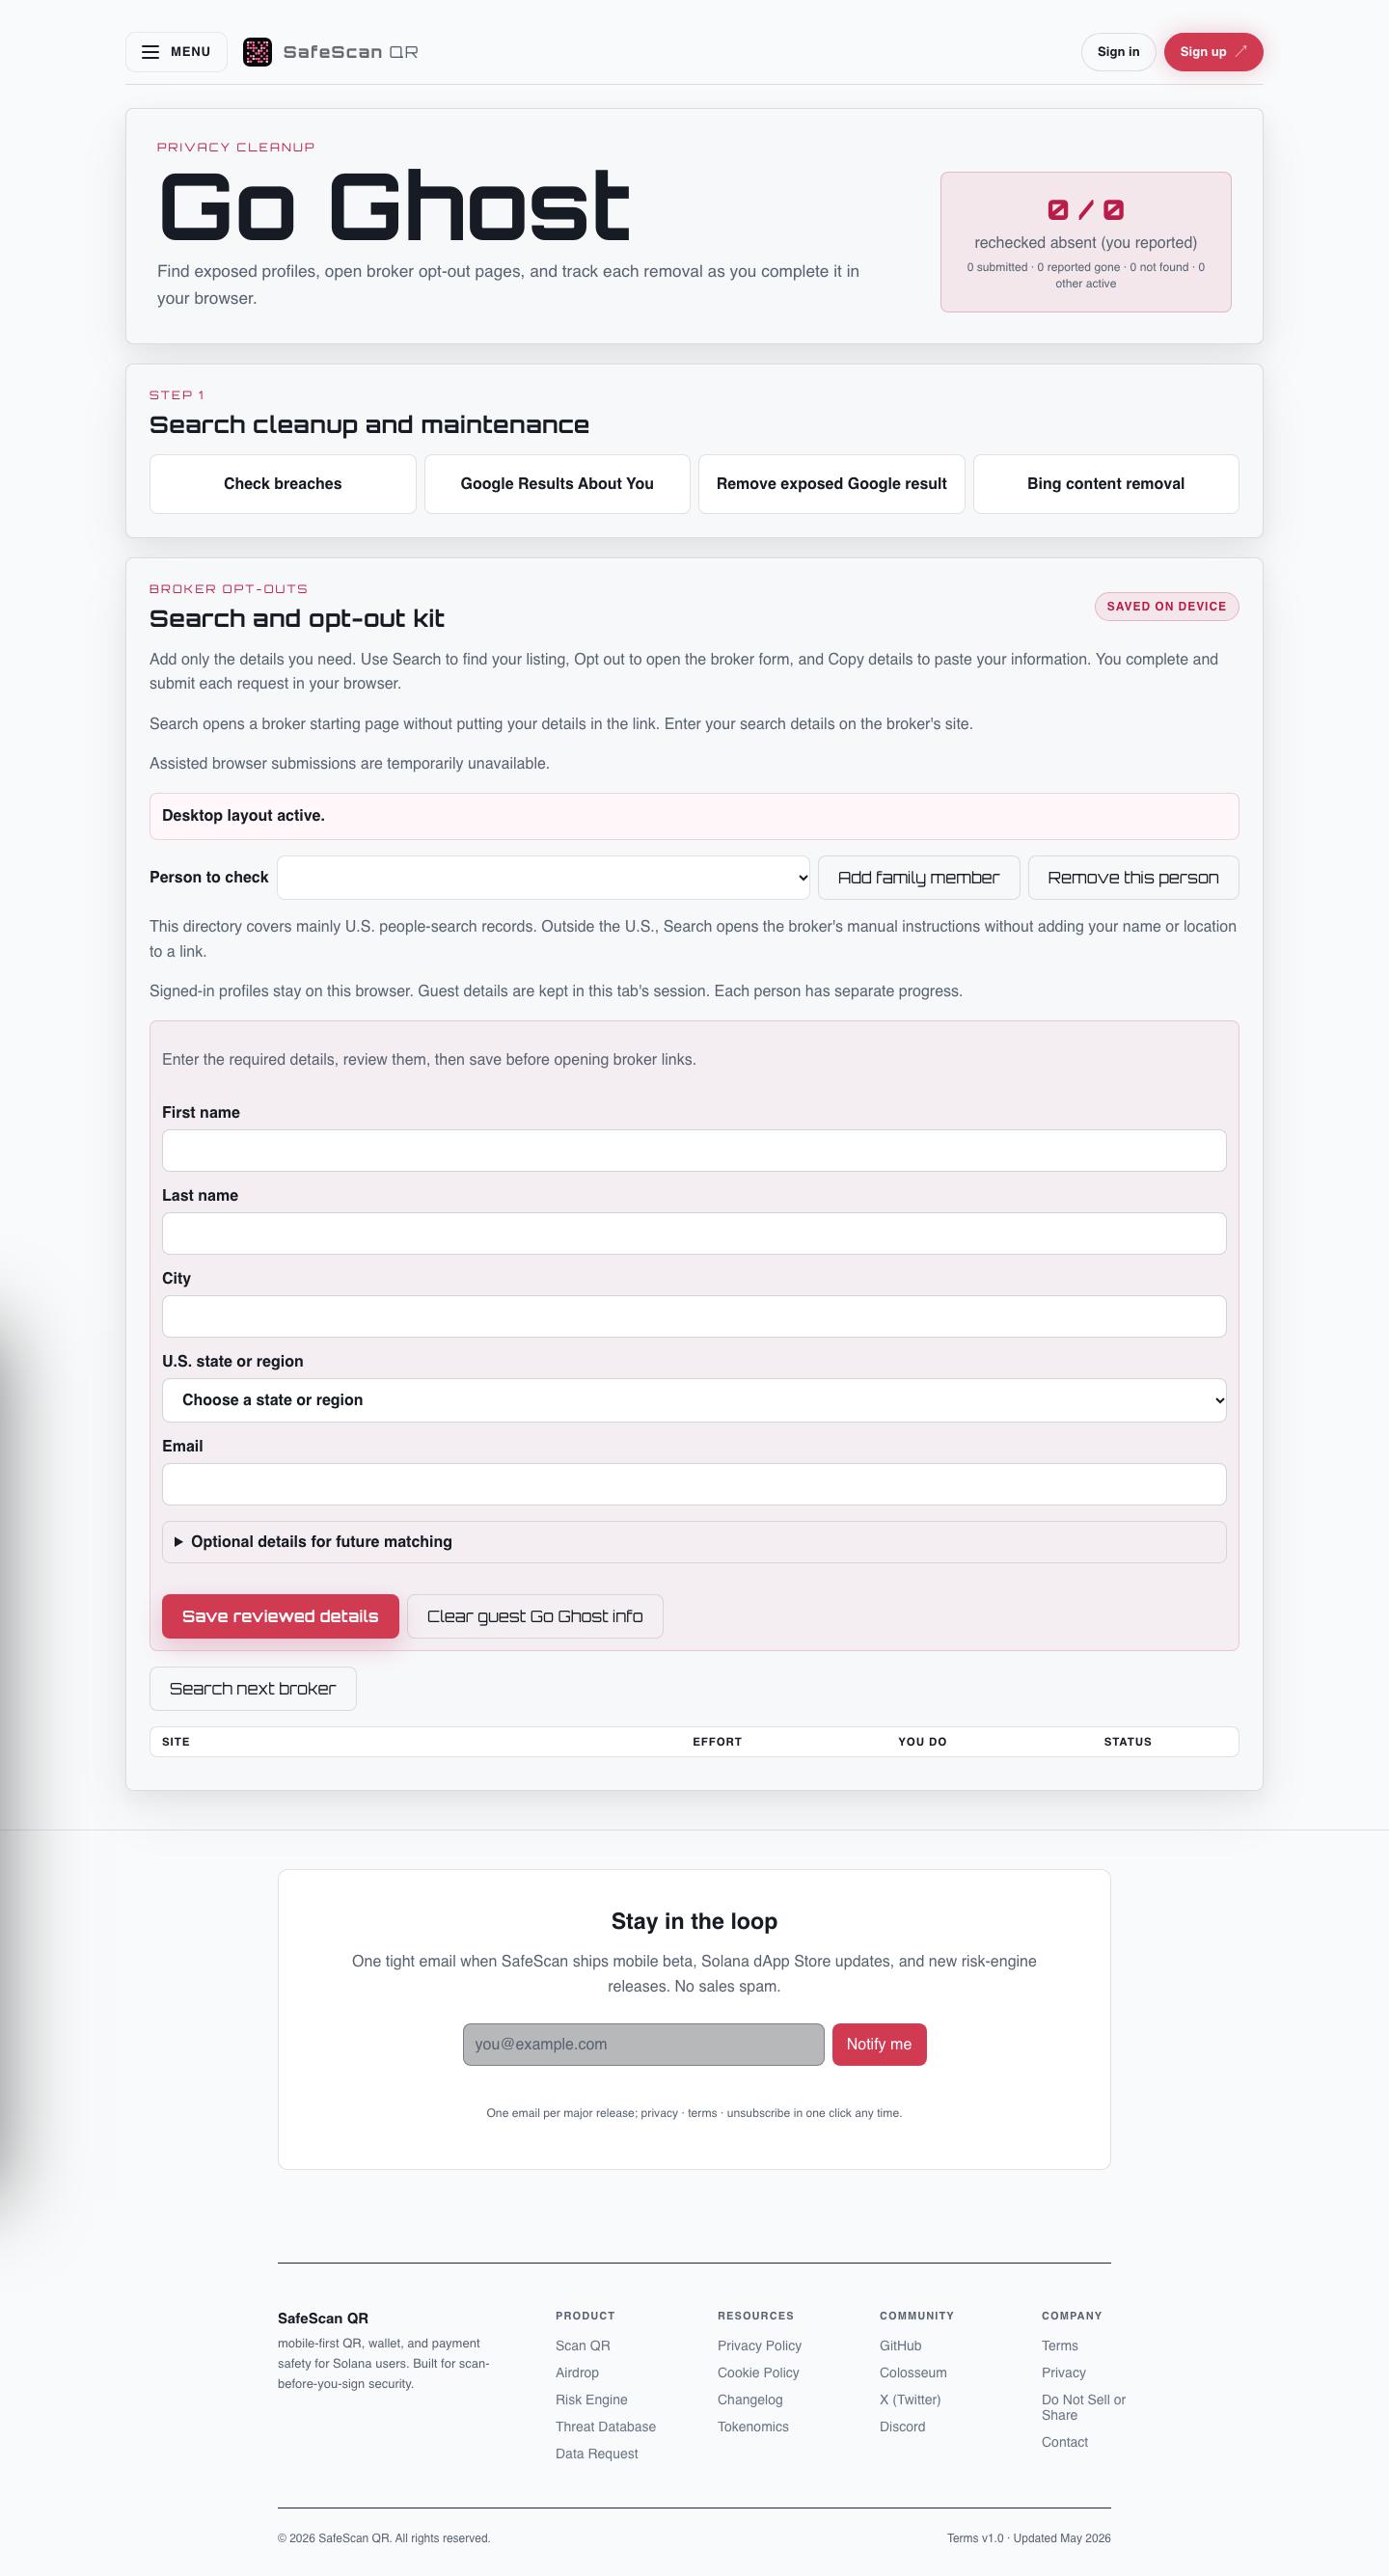 MENU
SafeScan QR
Sign in
Sign up ↗
PRIVACY CLEANUP
Go Ghost
Find exposed profiles, open broker opt-out pages, and track each removal as you complete it in
your browser.
0 / 0
rechecked absent (you reported)
0 submitted · 0 reported gone · 0 not found · 0
other active
STEP 1
Search cleanup and maintenance
Check breaches
Google Results About You
Remove exposed Google result
Bing content removal
BROKER OPT-OUTS
Search and opt-out kit
SAVED ON DEVICE
Add only the details you need. Use Search to find your listing, Opt out to open the broker form, and Copy details to paste your information. You complete and
submit each request in your browser.
Search opens a broker starting page without putting your details in the link. Enter your search details on the broker's site.
Assisted browser submissions are temporarily unavailable.
Desktop layout active.
Person to check
Add family member
Remove this person
This directory covers mainly U.S. people-search records. Outside the U.S., Search opens the broker's manual instructions without adding your name or location
to a link.
Signed-in profiles stay on this browser. Guest details are kept in this tab's session. Each person has separate progress.
Enter the required details, review them, then save before opening broker links.
First name
Last name
City
U.S. state or region
Choose a state or region
Email
Optional details for future matching
Save reviewed details
Clear guest Go Ghost info
Search next broker
SITE
EFFORT
YOU DO
STATUS
Stay in the loop
One tight email when SafeScan ships mobile beta, Solana dApp Store updates, and new risk-engine
releases. No sales spam.
you@example.com
Notify me
One email per major release; privacy · terms · unsubscribe in one click any time.
SafeScan QR
mobile-first QR, wallet, and payment
safety for Solana users. Built for scan-
before-you-sign security.
PRODUCT
Scan QR
Airdrop
Risk Engine
Threat Database
Data Request
RESOURCES
Privacy Policy
Cookie Policy
Changelog
Tokenomics
COMMUNITY
GitHub
Colosseum
X (Twitter)
Discord
COMPANY
Terms
Privacy
Do Not Sell or
Share
Contact
© 2026 SafeScan QR. All rights reserved.
Terms v1.0 · Updated May 2026